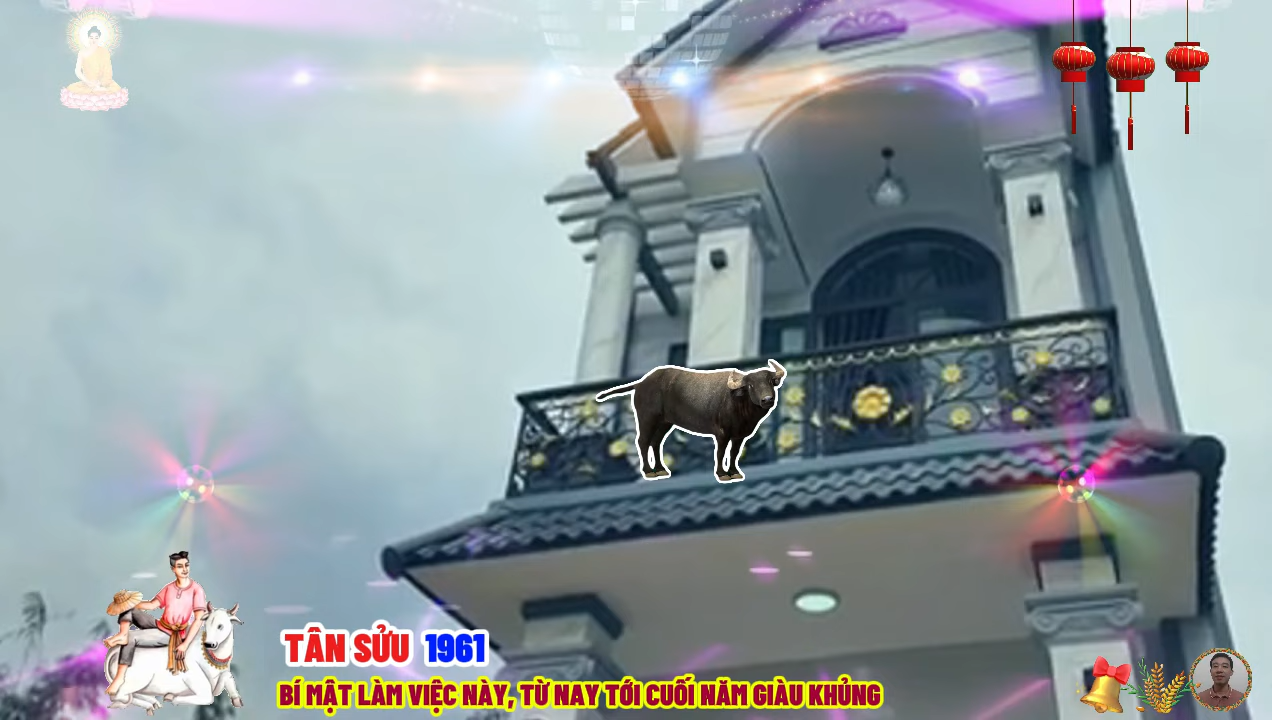 TÂN SỬU 1961
BÍ MẬT LÀM VIỆC NÀY, TỪ NAY TỚI CUỐI NĂM GIÀU KHỦNG